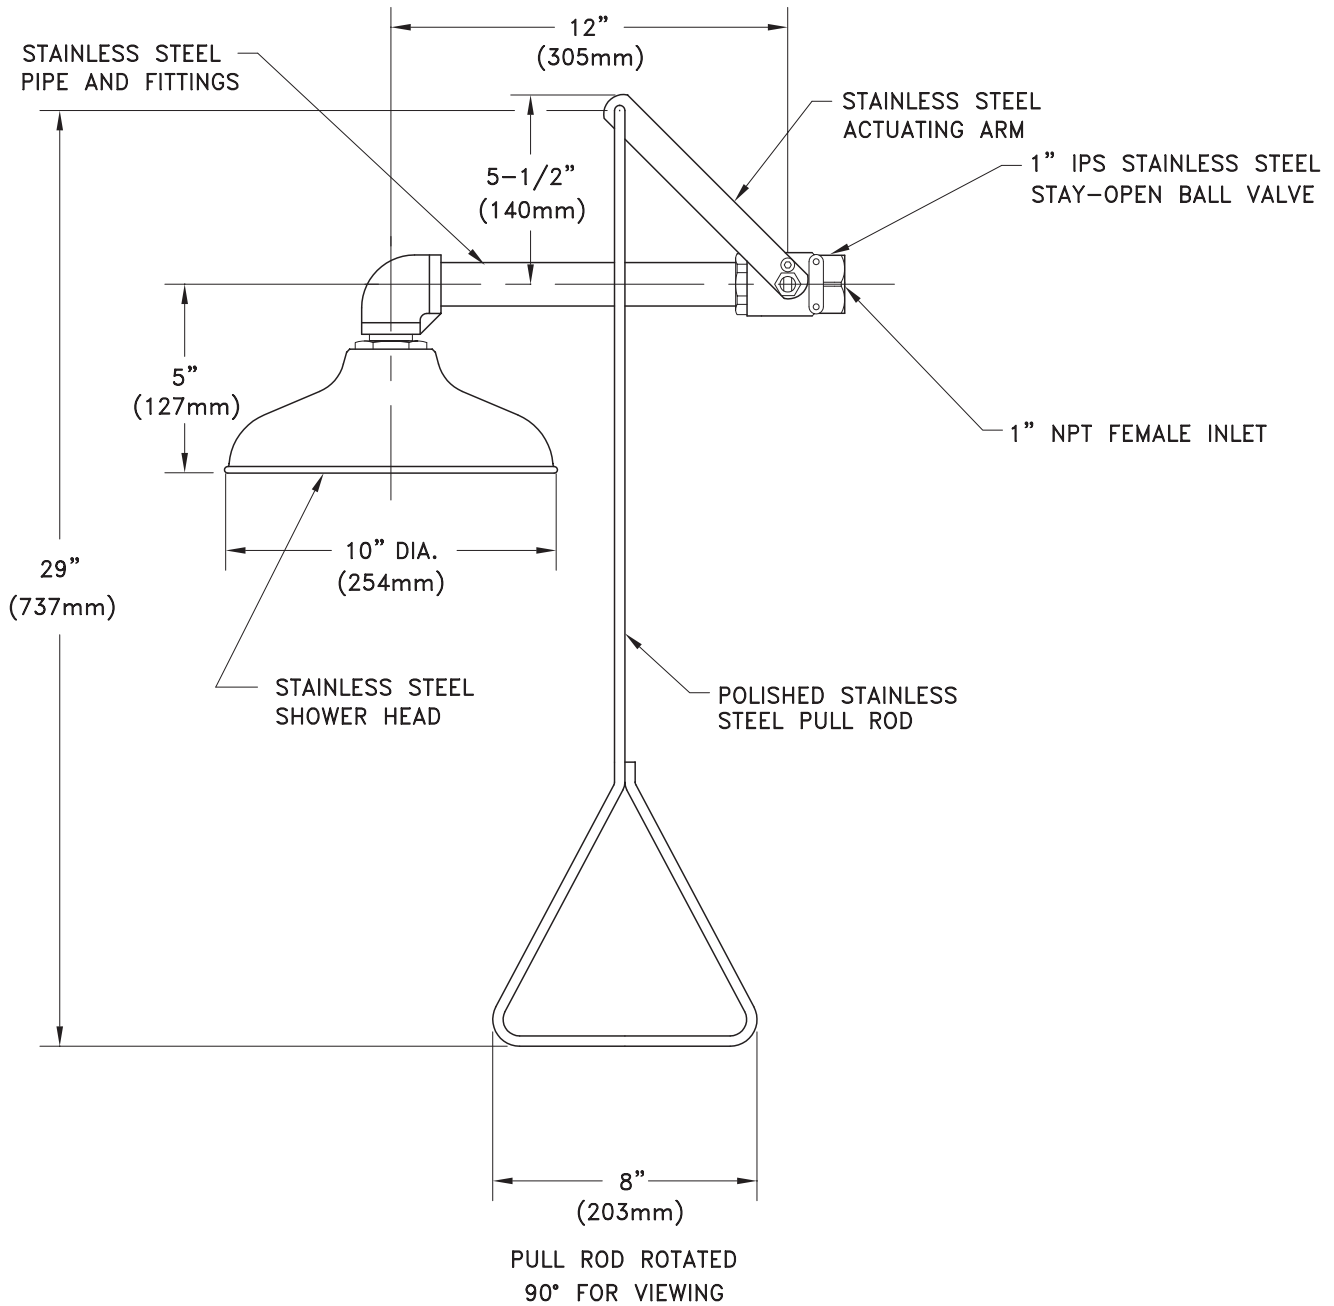 12”
(305mm)
STAINLESS STEEL
PIPE AND FITTINGS
STAINLESS STEEL
ACTUATING ARM
1” IPS STAINLESS STEEL
STAY–OPEN BALL VALVE
5–1/2”
(140mm)
5”
(127mm)
1” NPT FEMALE INLET
10” DIA.
(254mm)
29”
(737mm)
STAINLESS STEEL
SHOWER HEAD
POLISHED STAINLESS
STEEL PULL ROD
8”
(203mm)
PULL ROD ROTATED
90° FOR VIEWING